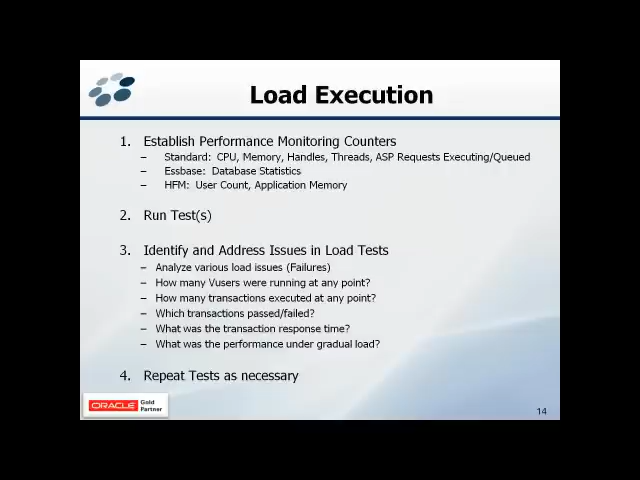 Load Execution
1. Establish Performance Monitoring Counters
– Standard: CPU, Memory, Handles, Threads, ASP Requests Executing/Queued
– Essbase: Database Statistics
– HFM: User Count, Application Memory
2. Run Test(s)
3. Identify and Address Issues in Load Tests
– Analyze various load issues (Failures)
– How many Vusers were running at any point?
– How many transactions executed at any point?
– Which transactions passed/failed?
– What was the transaction response time?
– What was the performance under gradual load?
4. Repeat Tests as necessary
ORACLE Gold
Partner
14